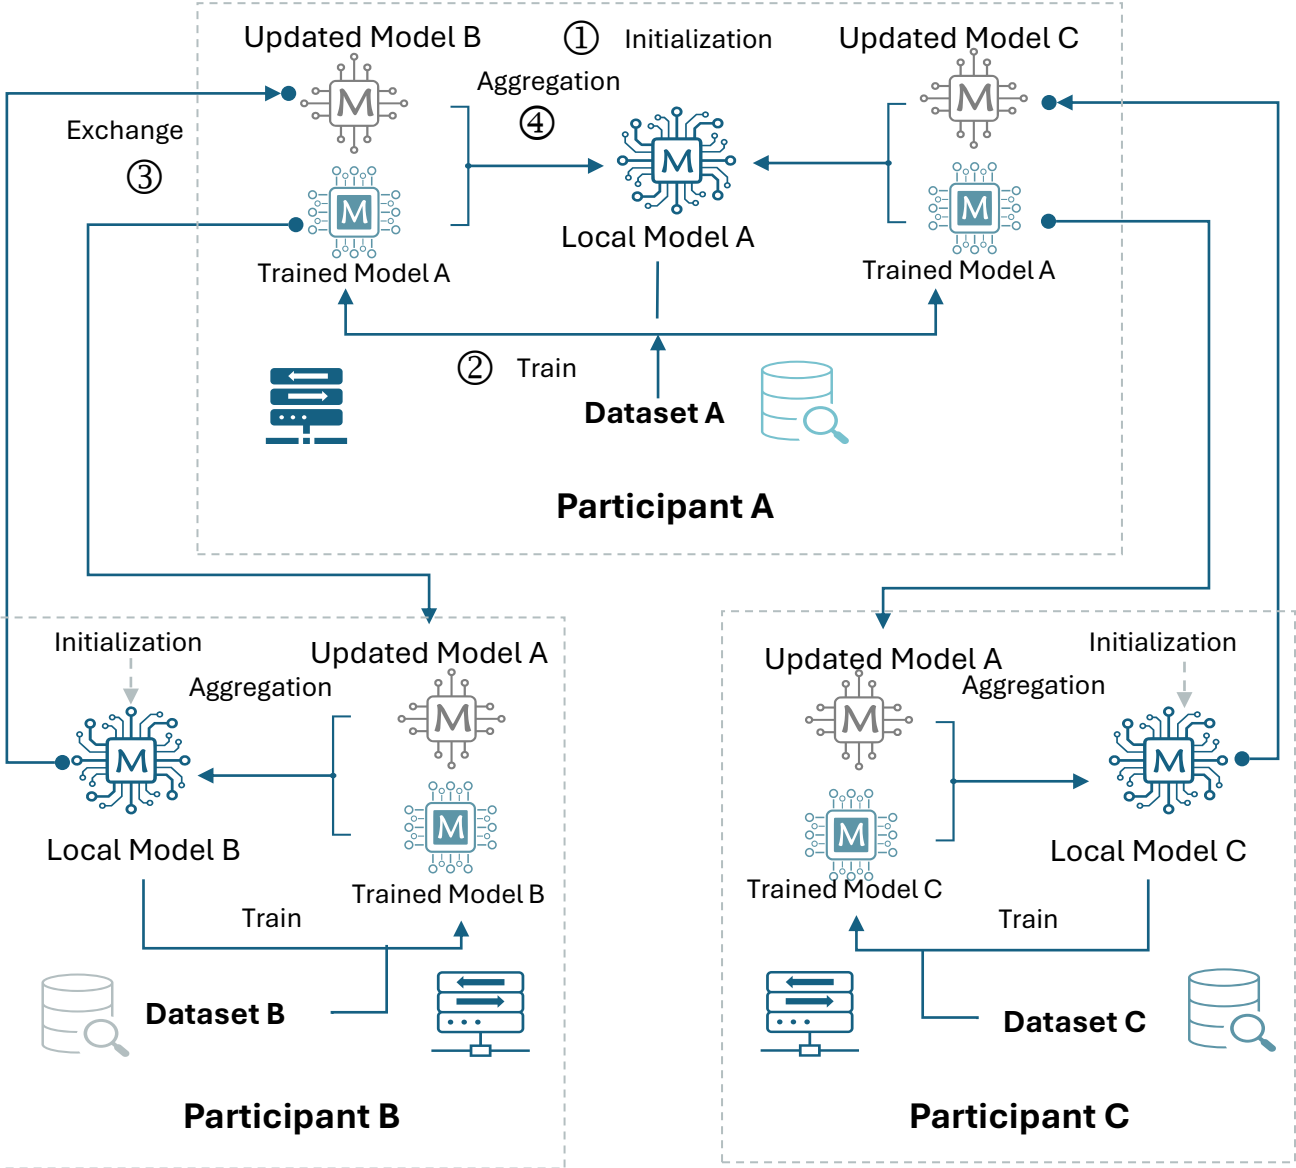 Updated Model B
① Initialization
Updated Model C
Aggregation
④
Exchange
③
M
M
M
M
M
Local Model A
Trained Model A
Trained Model A
② Train
Dataset A
Participant A
Initialization
Updated Model A
Aggregation
M
M
M
Local Model B
Trained Model B
Train
Dataset B
Participant B
Initialization
Updated Model A
Aggregation
M
M
M
Local Model C
Trained Model C
Train
Dataset C
Participant C